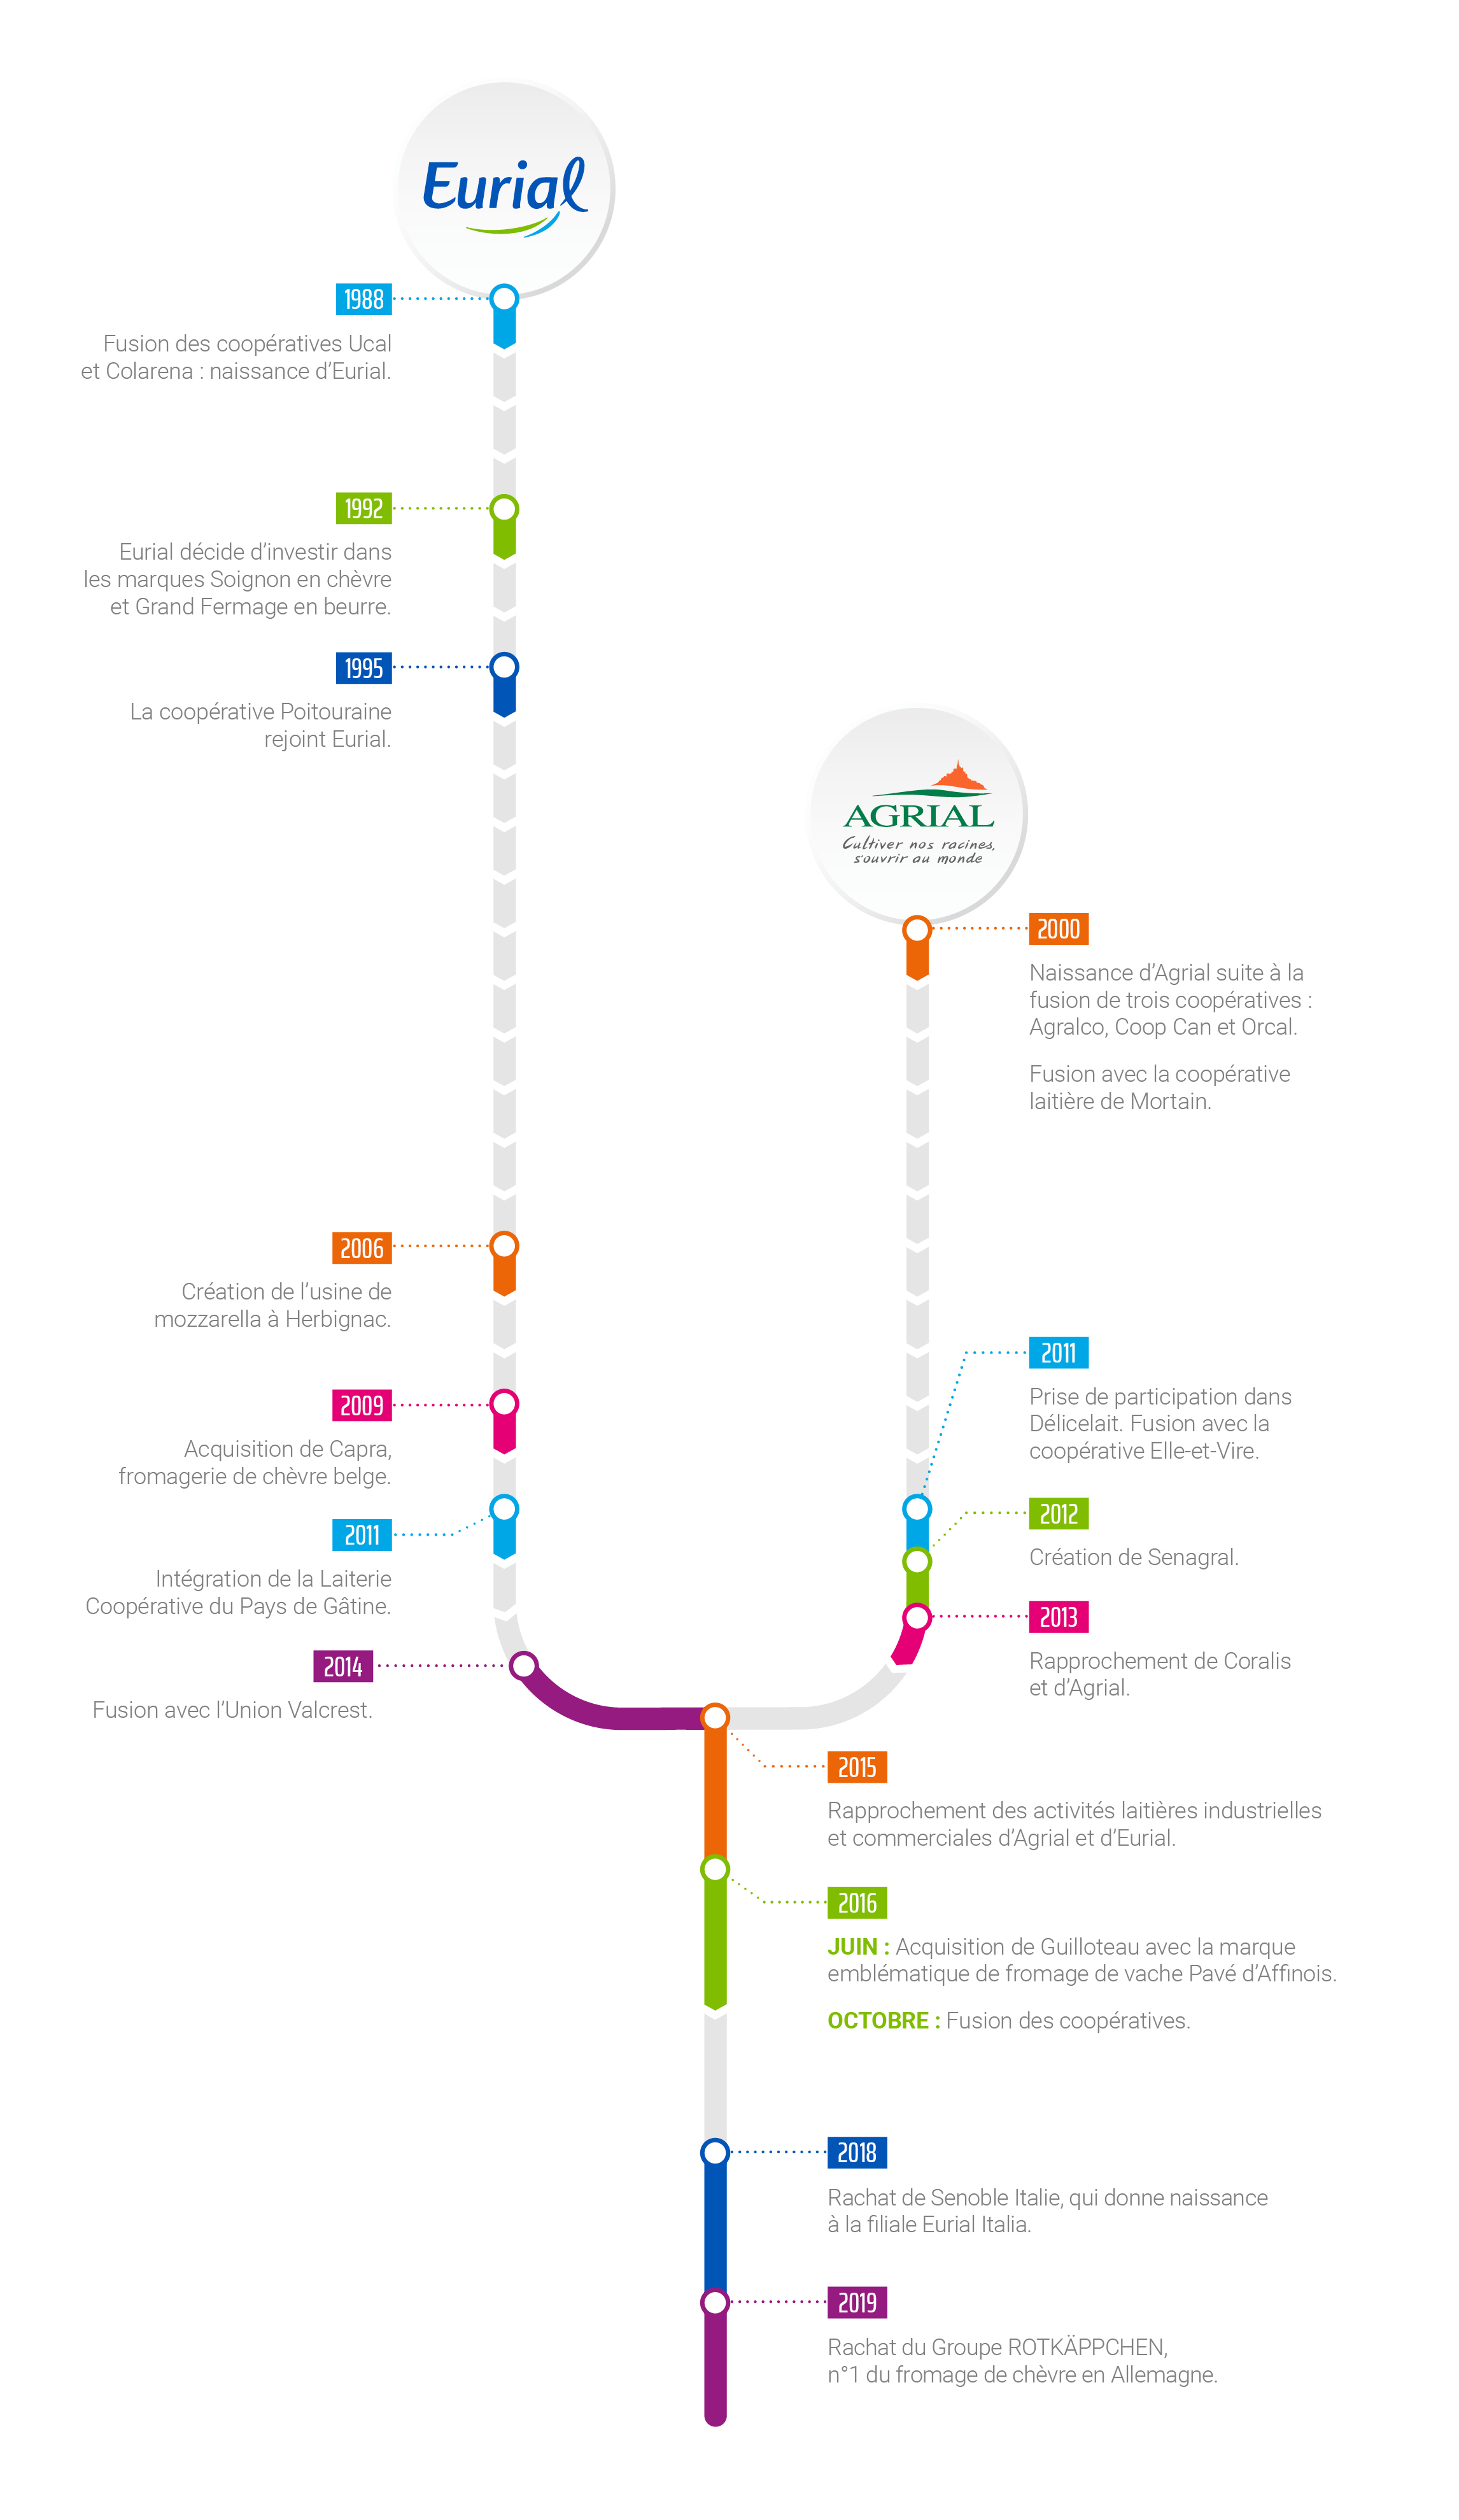 Eurial
1988
Fusion des coopératives Ucal
et Colarena : naissance d’Eurial.
1992
Eurial décide d’investir dans
les marques Soignon en chèvre
et Grand Fermage en beurre.
1995
La coopérative Poitouraine
rejoint Eurial.
AGRIAL
Cultiver nos racines,
s'ouvrir au monde
2000
Naissance d’Agrial suite à la
fusion de trois coopératives :
Agralco, Coop Can et Orcal.
Fusion avec la coopérative
laitière de Mortain.
2006
Création de l’usine de
mozzarella à Herbignac.
2009
Acquisition de Capra,
fromagerie de chèvre belge.
2011
Intégration de la Laiterie
Coopérative du Pays de Gâtine.
2014
Fusion avec l’Union Valcrest.
2011
Prise de participation dans
Délicelait. Fusion avec la
coopérative Elle-et-Vire.
2012
Création de Senagral.
2013
Rapprochement de Coralis
et d’Agrial.
2015
Rapprochement des activités laitières industrielles
et commerciales d’Agrial et d’Eurial.
2016
JUIN : Acquisition de Guilloteau avec la marque
emblématique de fromage de vache Pavé d’Affinois.
OCTOBRE : Fusion des coopératives.
2018
Rachat de Senoble Italie, qui donne naissance
à la filiale Eurial Italia.
2019
Rachat du Groupe ROTKÄPPCHEN,
n°1 du fromage de chèvre en Allemagne.